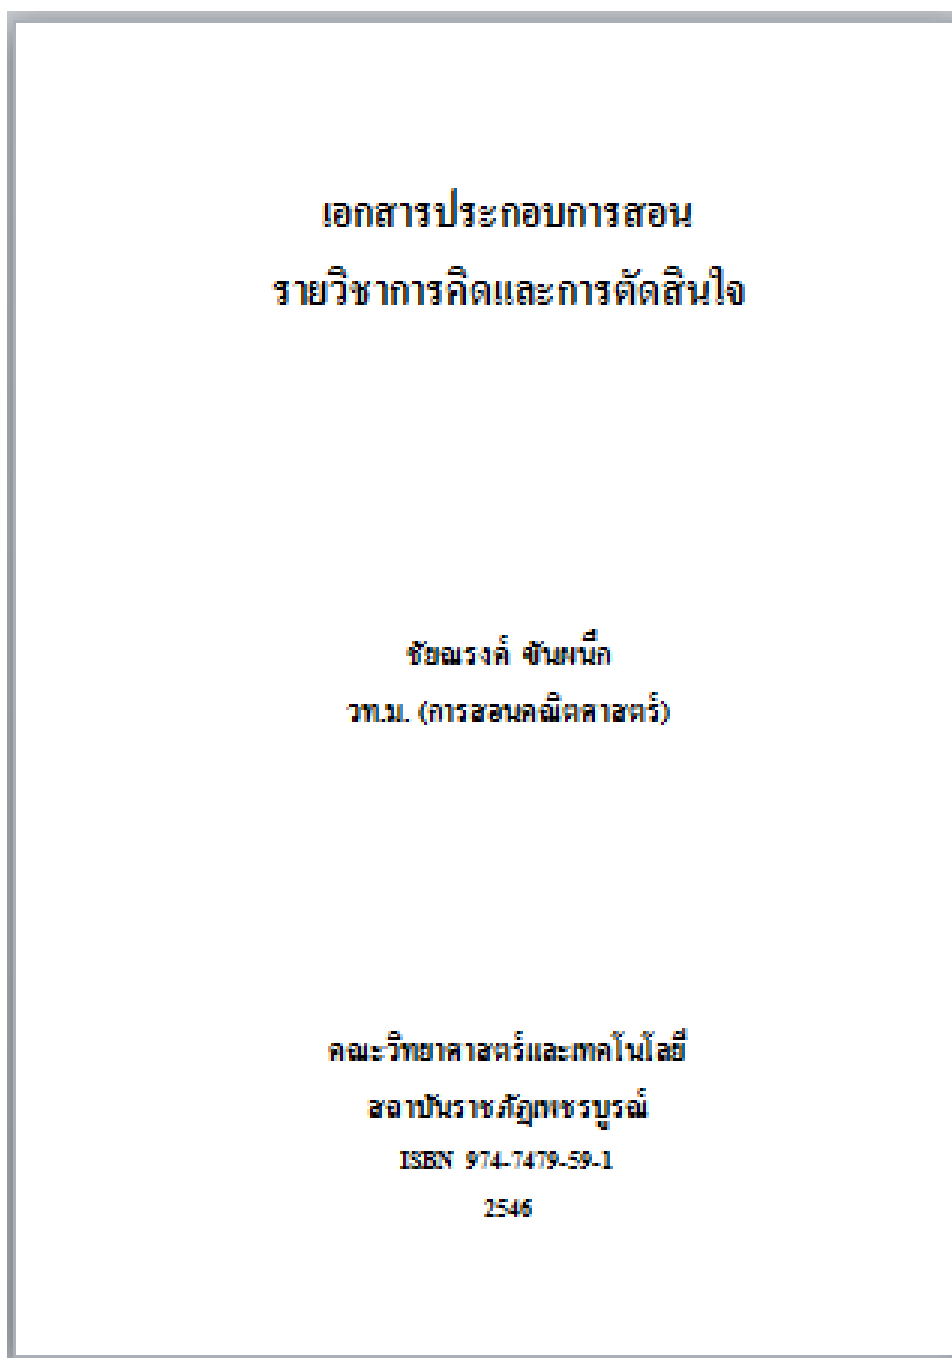 เอกสารประกอบการสอน
รายวิชาการคิดและการตัดสินใจ
ชัยณรงค์ ขันผนึก
วท.ม. (การสอนคณิตศาสตร์)
คณะวิทยาศาสตร์และเทคโนโลยี
สถาบันราชภัฏเพชรบูรณ์
ISBN 974-7479-59-1
2546